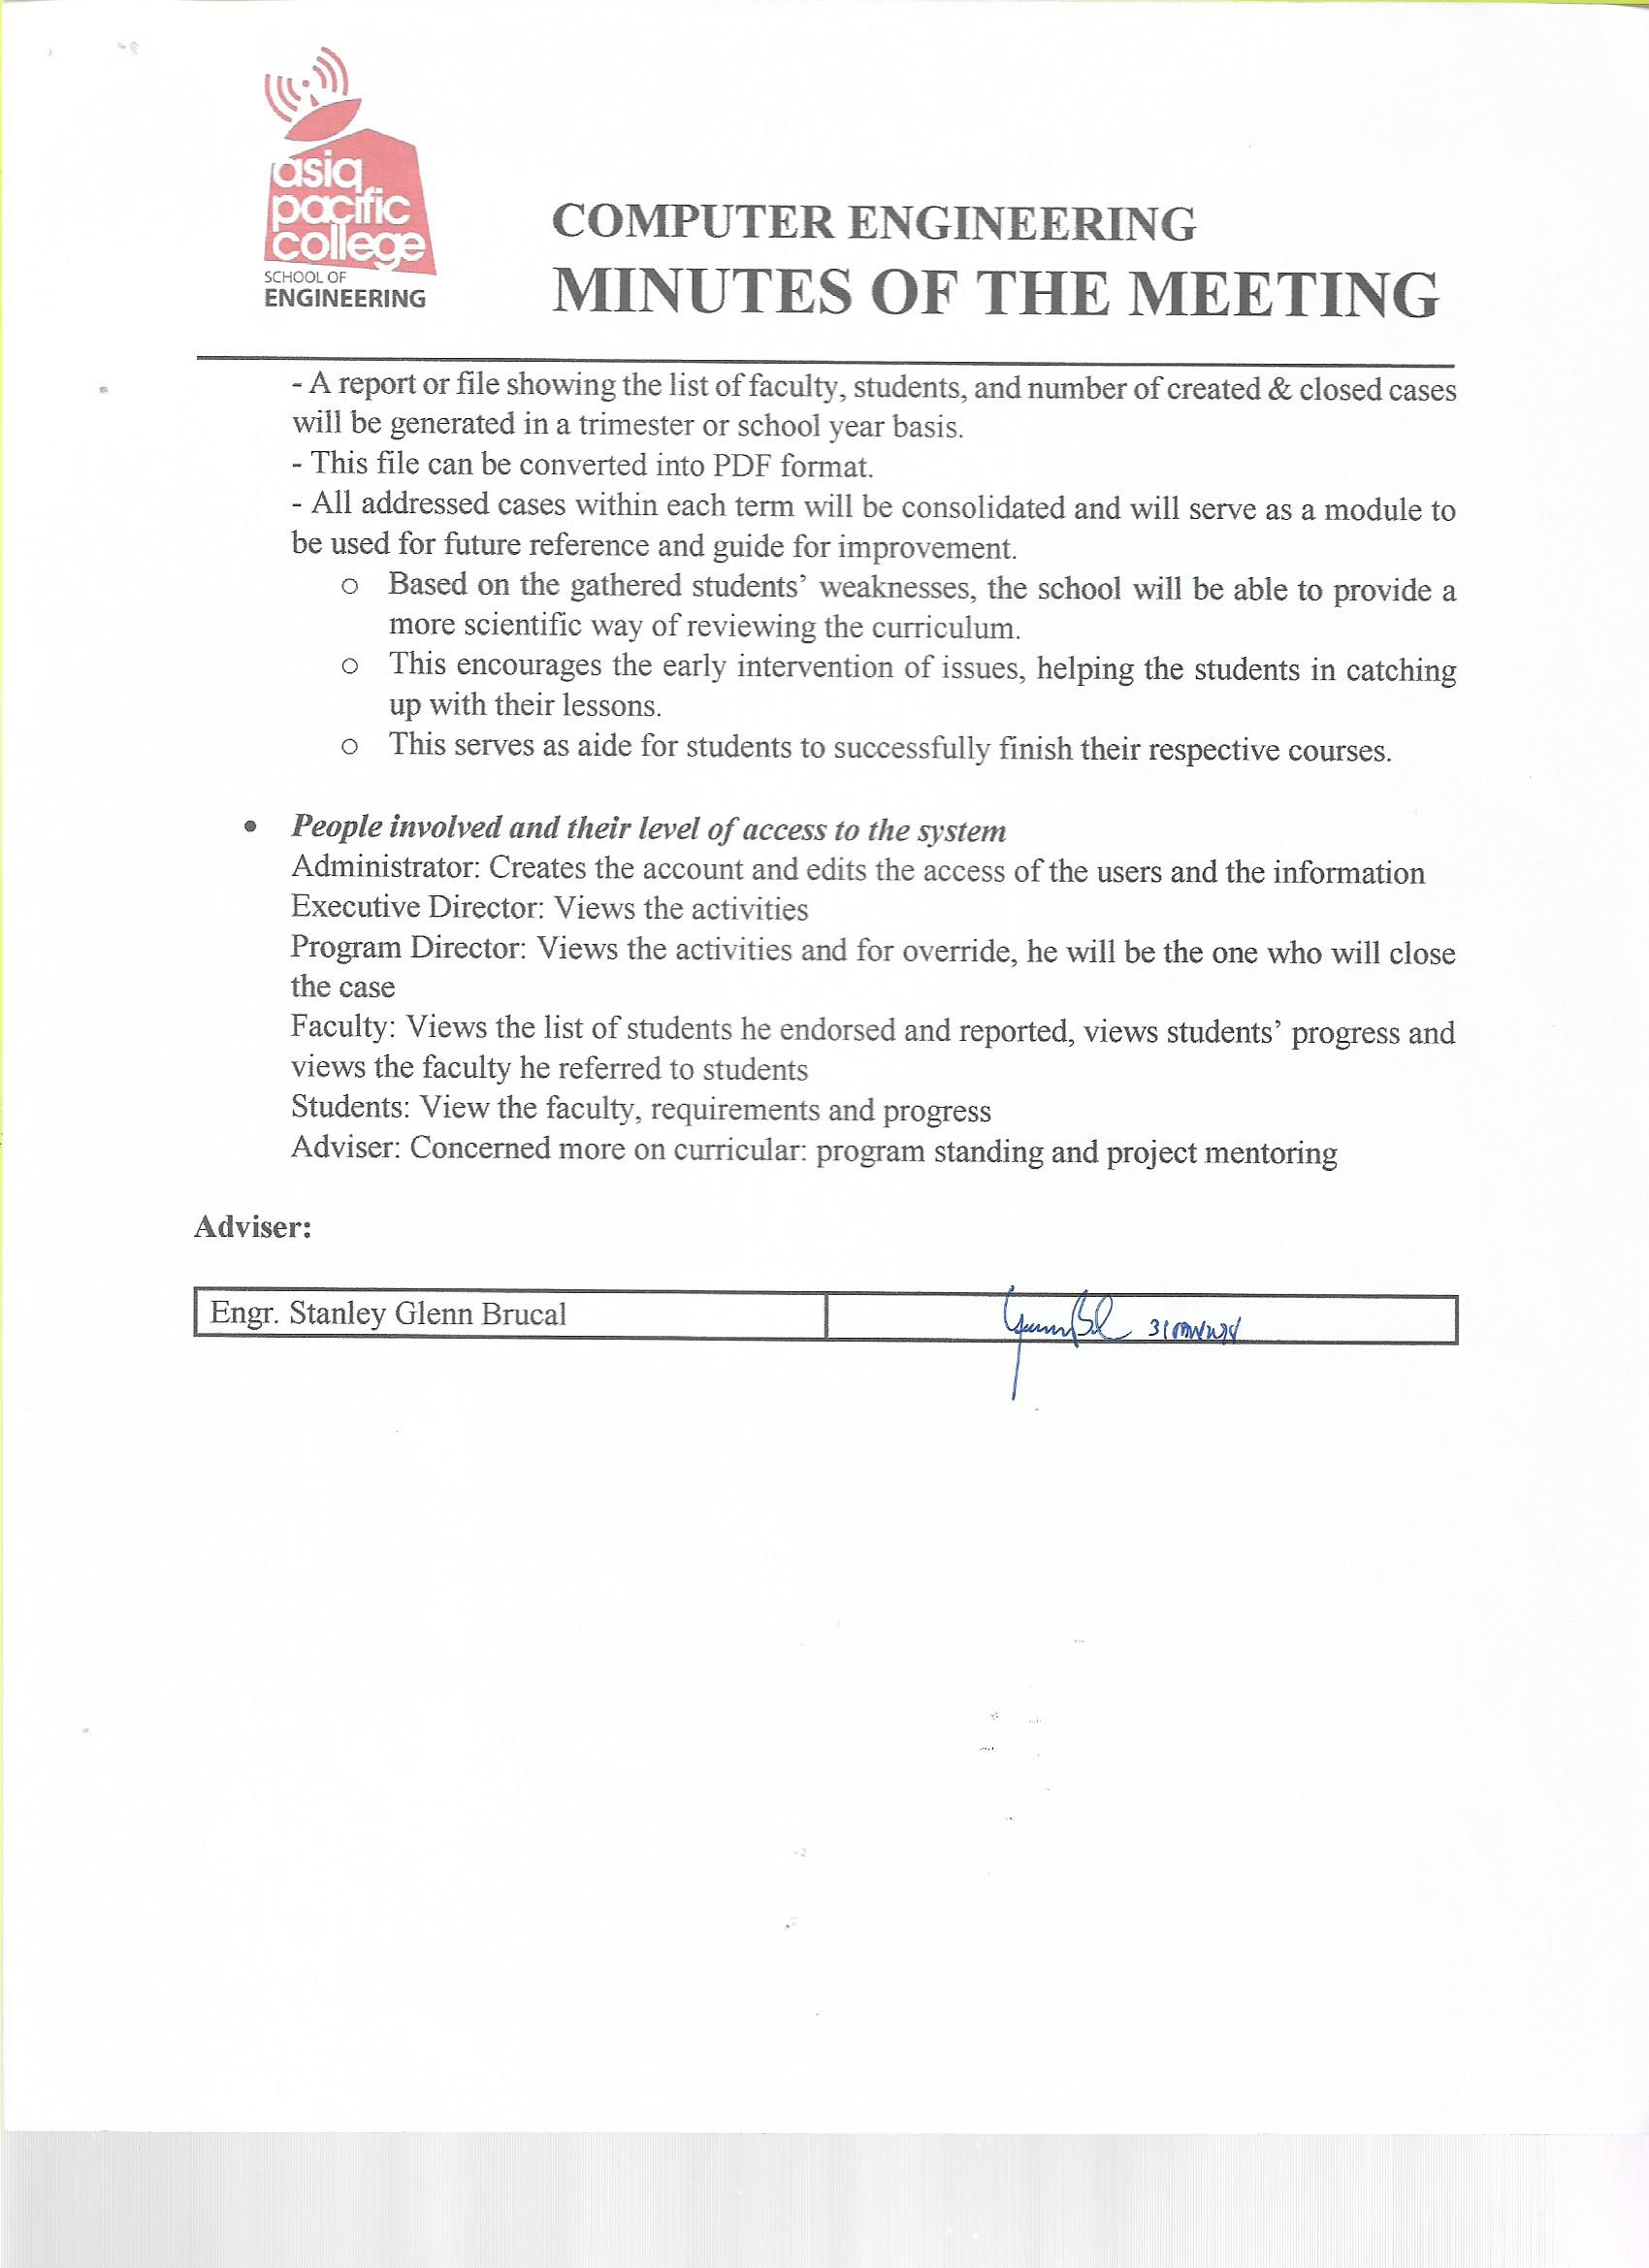 asia
pacific
college
SCHOOL OF
ENGINEERING
COMPUTER ENGINEERING
MINUTES OF THE MEETING
- A report or file showing the list of faculty, students, and number of created & closed cases
will be generated in a trimester or school year basis.
- This file can be converted into PDF format.
- All addressed cases within each term will be consolidated and will serve as a module to
be used for future reference and guide for improvement.
o Based on the gathered students’ weaknesses, the school will be able to provide a
more scientific way of reviewing the curriculum.
o This encourages the early intervention of issues, helping the students in catching
up with their lessons.
o This serves as aide for students to successfully finish their respective courses.
• People involved and their level of access to the system
Administrator: Creates the account and edits the access of the users and the information
Executive Director: Views the activities
Program Director: Views the activities and for override, he will be the one who will close
the case
Faculty: Views the list of students he endorsed and reported, views students’ progress and
views the faculty he referred to students
Students: View the faculty, requirements and progress
Adviser: Concerned more on curricular: program standing and project mentoring
Adviser:
Engr. Stanley Glenn Brucal